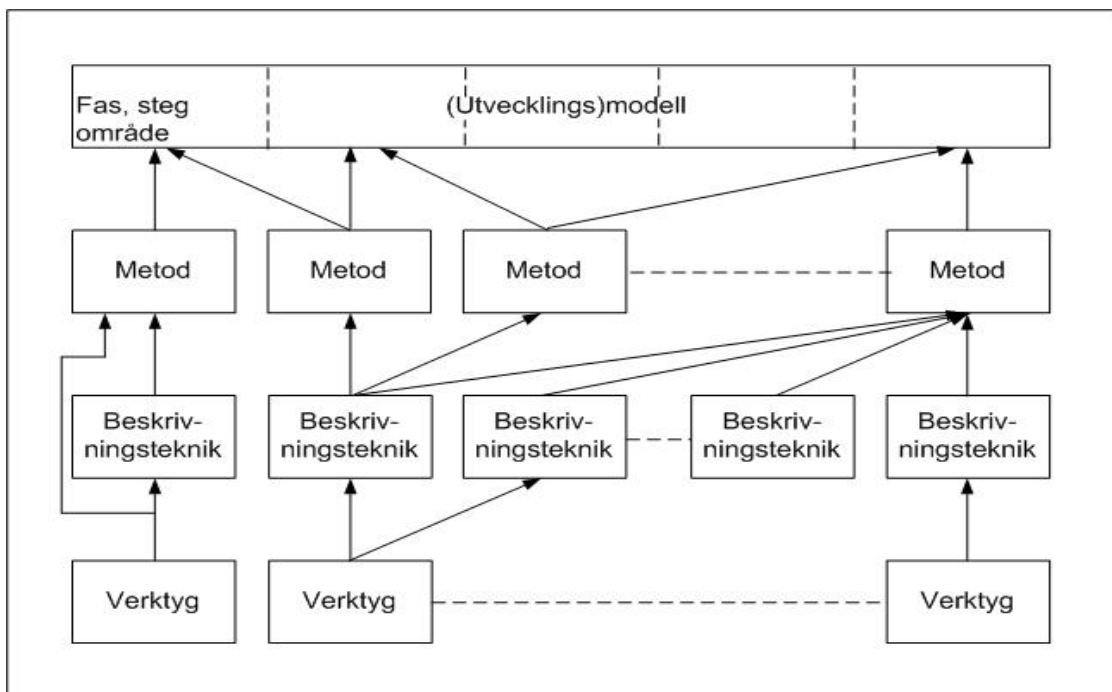 Fas, steg
område
(Utvecklings)modell
Metod
Metod
Metod
Metod
Beskriv-
ningsteknik
Beskriv-
ningsteknik
Beskriv-
ningsteknik
Beskriv-
ningsteknik
Beskriv-
ningsteknik
Verktyg
Verktyg
Verktyg